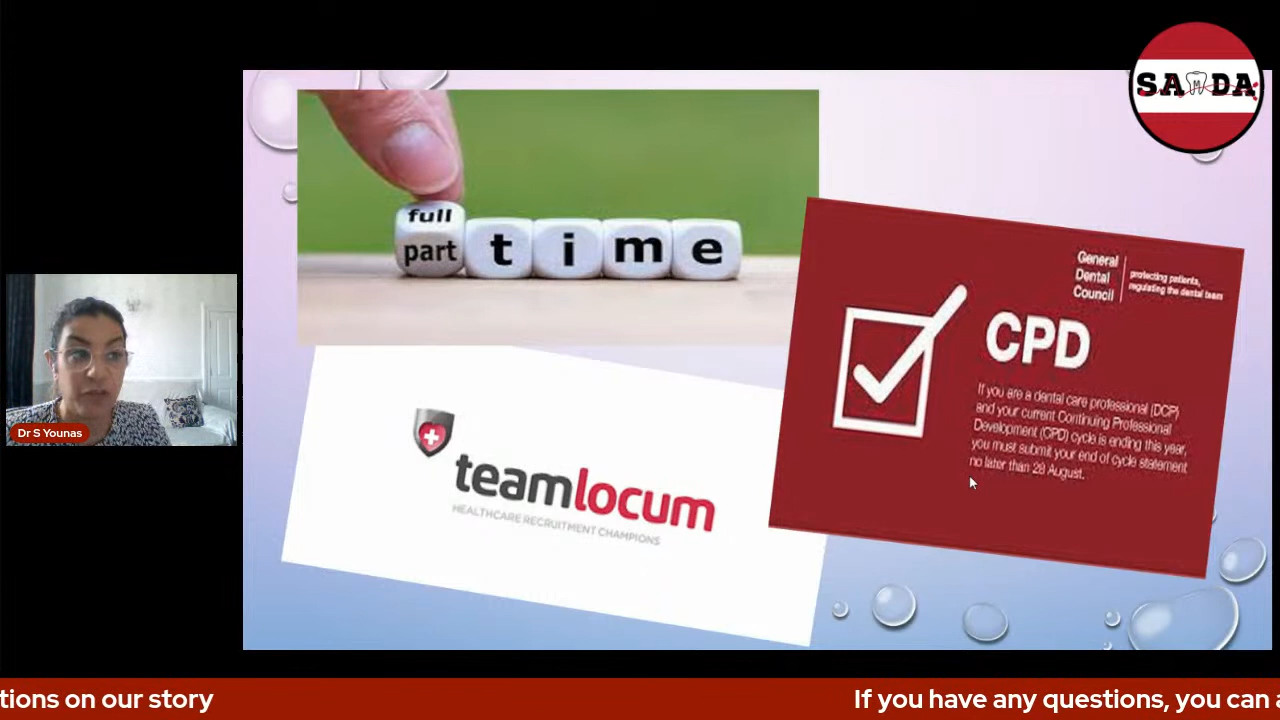 SAMDA
full
part time
General
Dental
Council
protecting patients,
regulating the dental team
CPD
If you are a dental care professional (DCP)
and your current Continuing Professional
Development (CPD) cycle is ending this year,
you must submit your end of cycle statement
no later than 28 August.
Dr S Younas
teamlocum
HEALTHCARE RECRUITMENT CHAMPIONS
tions on our story
If you have any questions, you can a